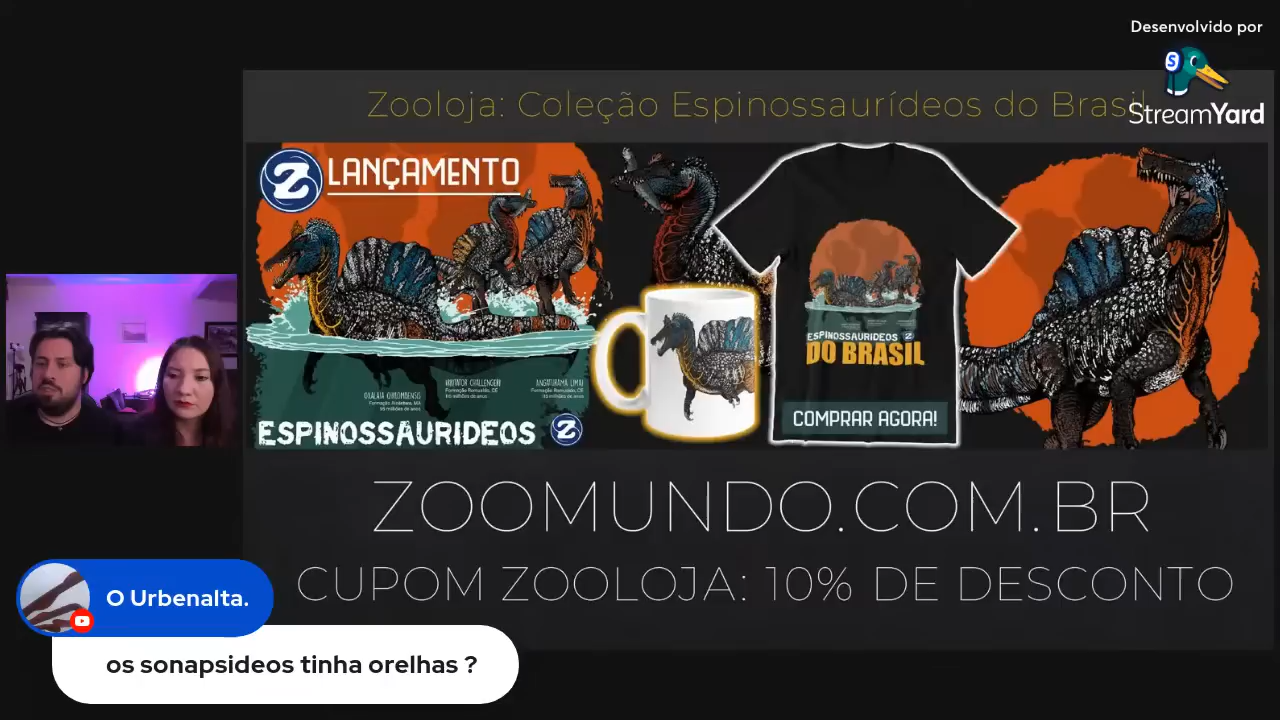 Desenvolvido por
StreamYard
Zooloja: Coleção Espinossaurídeos do Brasil
LANÇAMENTO
ESPINOSSAURIDEOS
ESPINOSSAURIDEOS
DO BRASIL
COMPRAR AGORA!
ZOOMUNDO.COM.BR
CUPOM ZOOLOJA: 10% DE DESCONTO
O Urbenalta.
os sonapsideos tinha orelhas ?